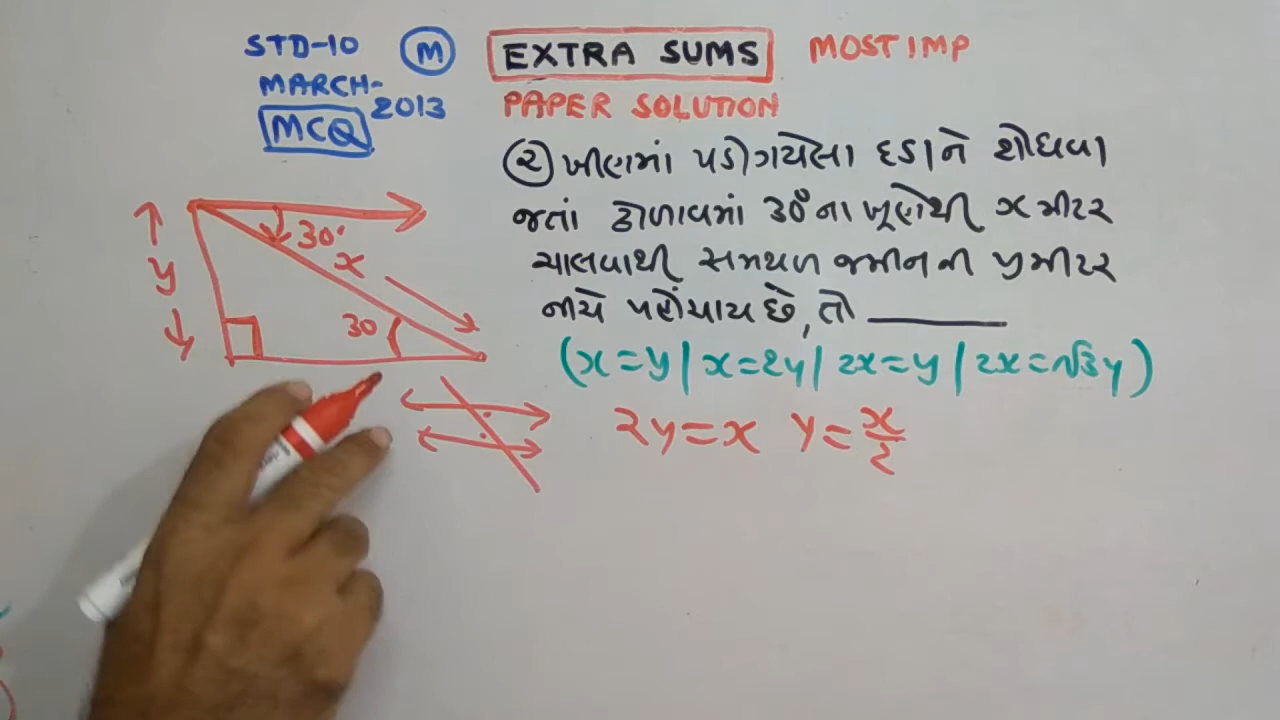 STD-10 M EXTRA SUMS MOST IMP
MARCH-2013 PAPER SOLUTION
MCQ
૨ ખીણમાં પડી ગયેલા દડાને શોધવા
જતાં ઢોળાવમાં 30° ના ખૂણેથી x મીટર
ચાલવાથી સમથળ જમીનની y મીટર
નીચે પહોંચાય છે, તો ______
(x=y | x=2y | 2x=y | 2x=√3y)
30°
x
y
30
2y=x y=x/2